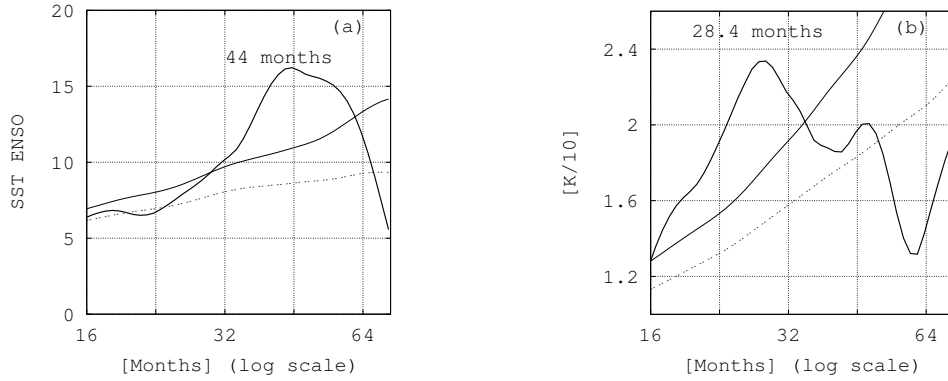 20
(a)
44 months
15
SST ENSO
10
5
0
16
32
64
[Months] (log scale)
2.4
28.4 months
(b)
2
[K/10]
1.6
1.2
16
32
64
[Months] (log scale)